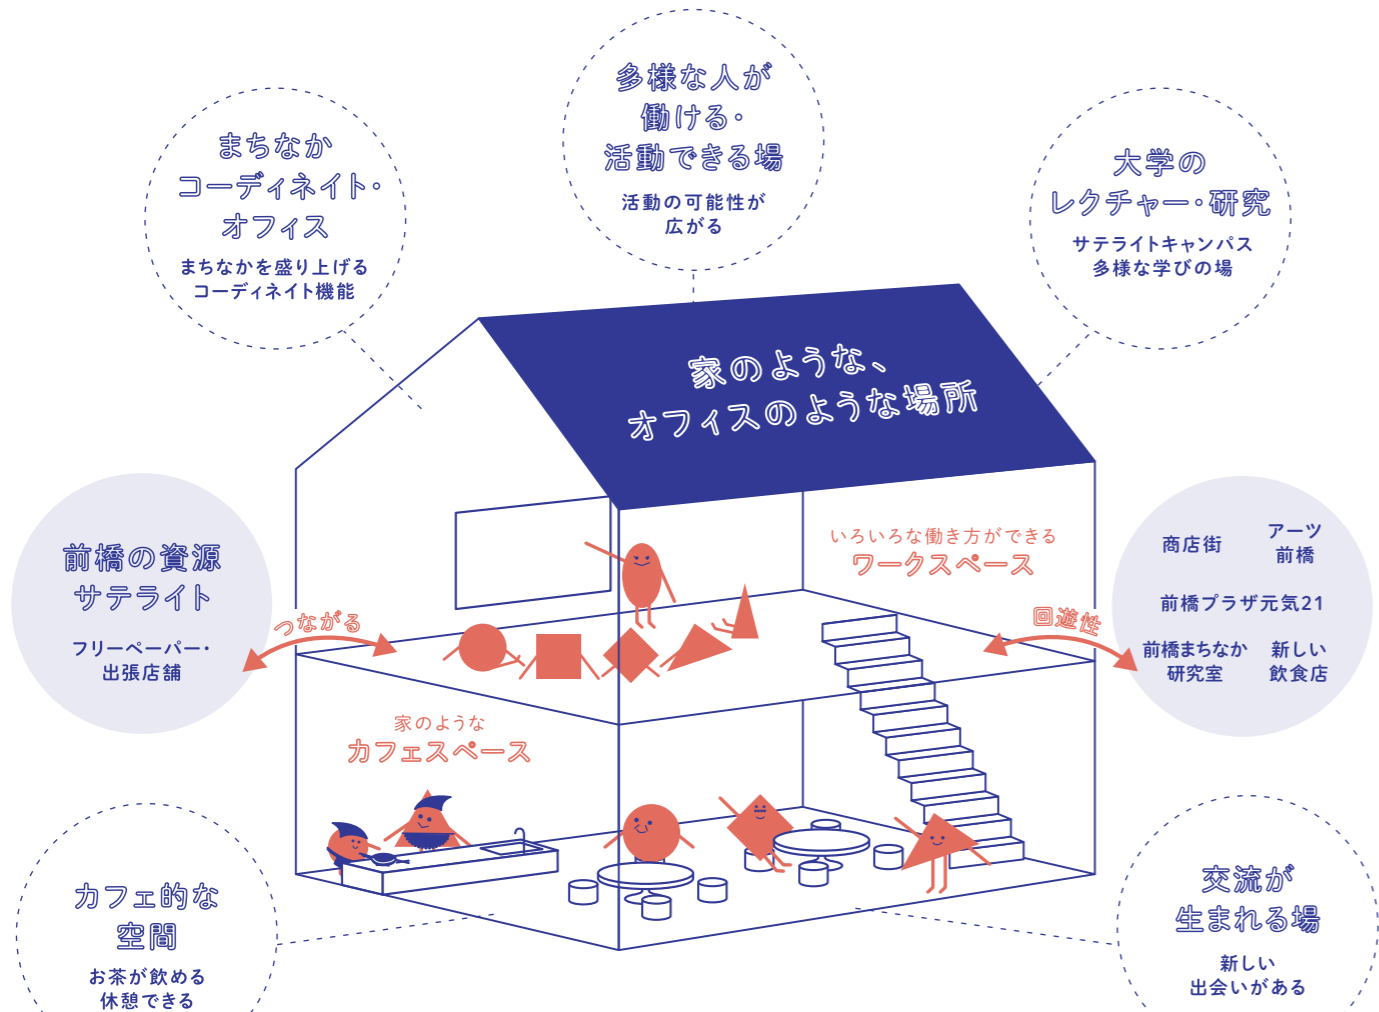 多様な人が
働ける・
活動できる場
活動の可能性が
広がる
まちなか
コーディネイト・
オフィス
まちなかを盛り上げる
コーディネイト機能
大学の
レクチャー・研究
サテライトキャンパス
多様な学びの場
家のような、
オフィスのような場所
前橋の資源
サテライト
フリーペーパー・
出張店舗
つながる
いろいろな働き方ができる
ワークスペース
回遊性
商店街
アーツ
前橋
前橋プラザ元気21
前橋まちなか
研究室
新しい
飲食店
家のような
カフェスペース
カフェ的な
空間
お茶が飲める
休憩できる
交流が
生まれる場
新しい
出会いがある